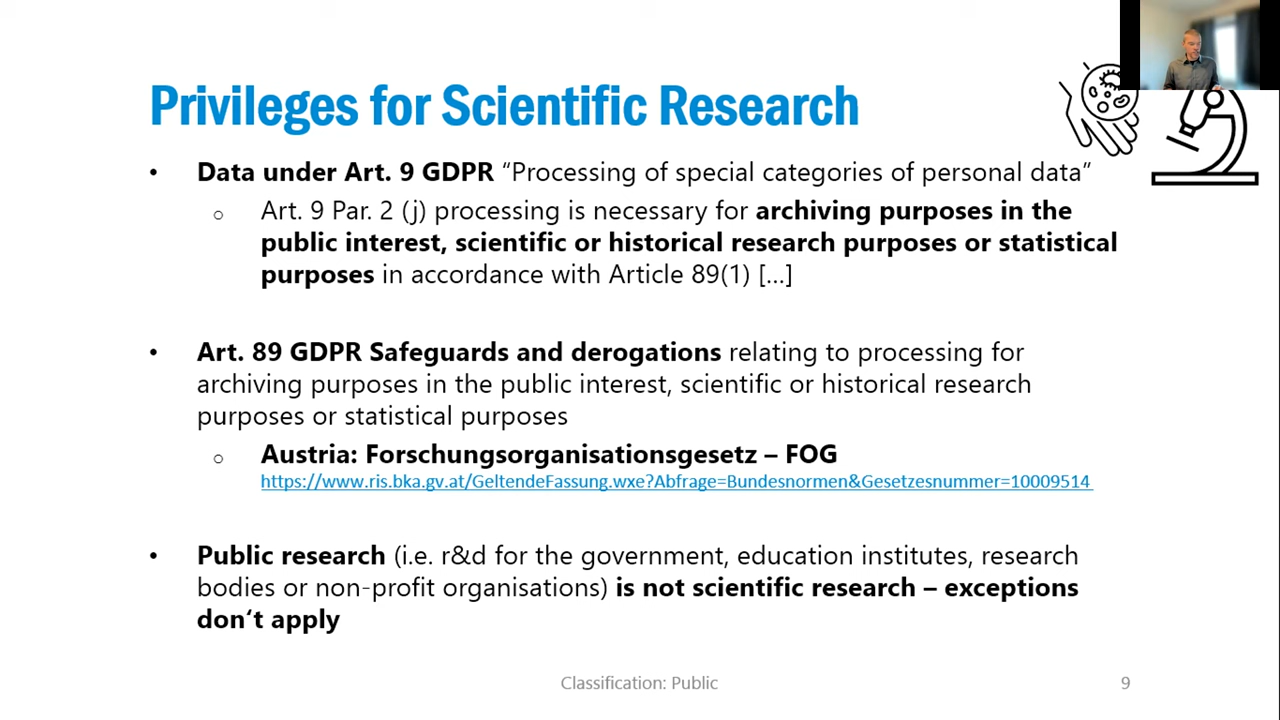 Privileges for Scientific Research
• Data under Art. 9 GDPR “Processing of special categories of personal data”
○ Art. 9 Par. 2 (j) processing is necessary for archiving purposes in the
public interest, scientific or historical research purposes or statistical
purposes in accordance with Article 89(1) [...]
• Art. 89 GDPR Safeguards and derogations relating to processing for
archiving purposes in the public interest, scientific or historical research
purposes or statistical purposes
○ Austria: Forschungsorganisationsgesetz – FOG
https://www.ris.bka.gv.at/GeltendeFassung.wxe?Abfrage=Bundesnormen&Gesetzesnummer=10009514
• Public research (i.e. r&d for the government, education institutes, research
bodies or non-profit organisations) is not scientific research – exceptions
don‘t apply
Classification: Public
9